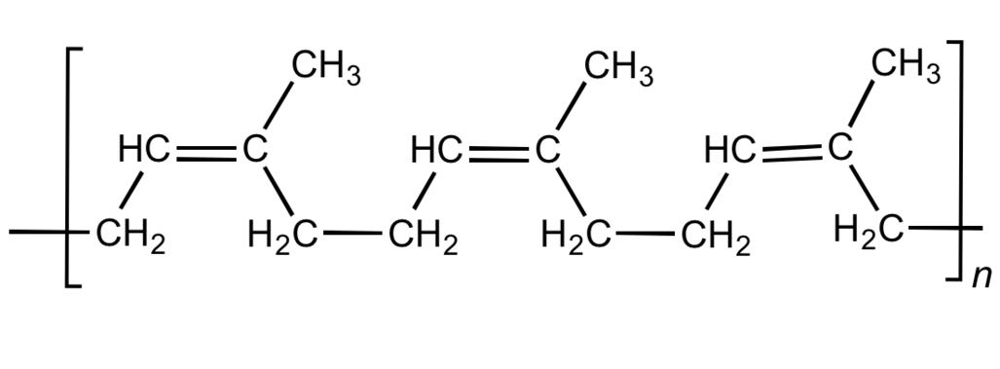 CH₃ CH₃ CH₃
HC C HC C HC C
CH₂ H₂C CH₂ H₂C CH₂ H₂C
n